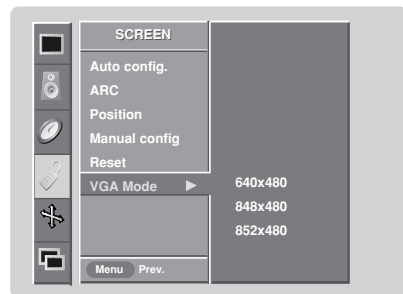 SCREEN
Auto config.
ARC
Position
Manual config
Reset
VGA Mode ▶
640x480
848x480
852x480
Menu Prev.